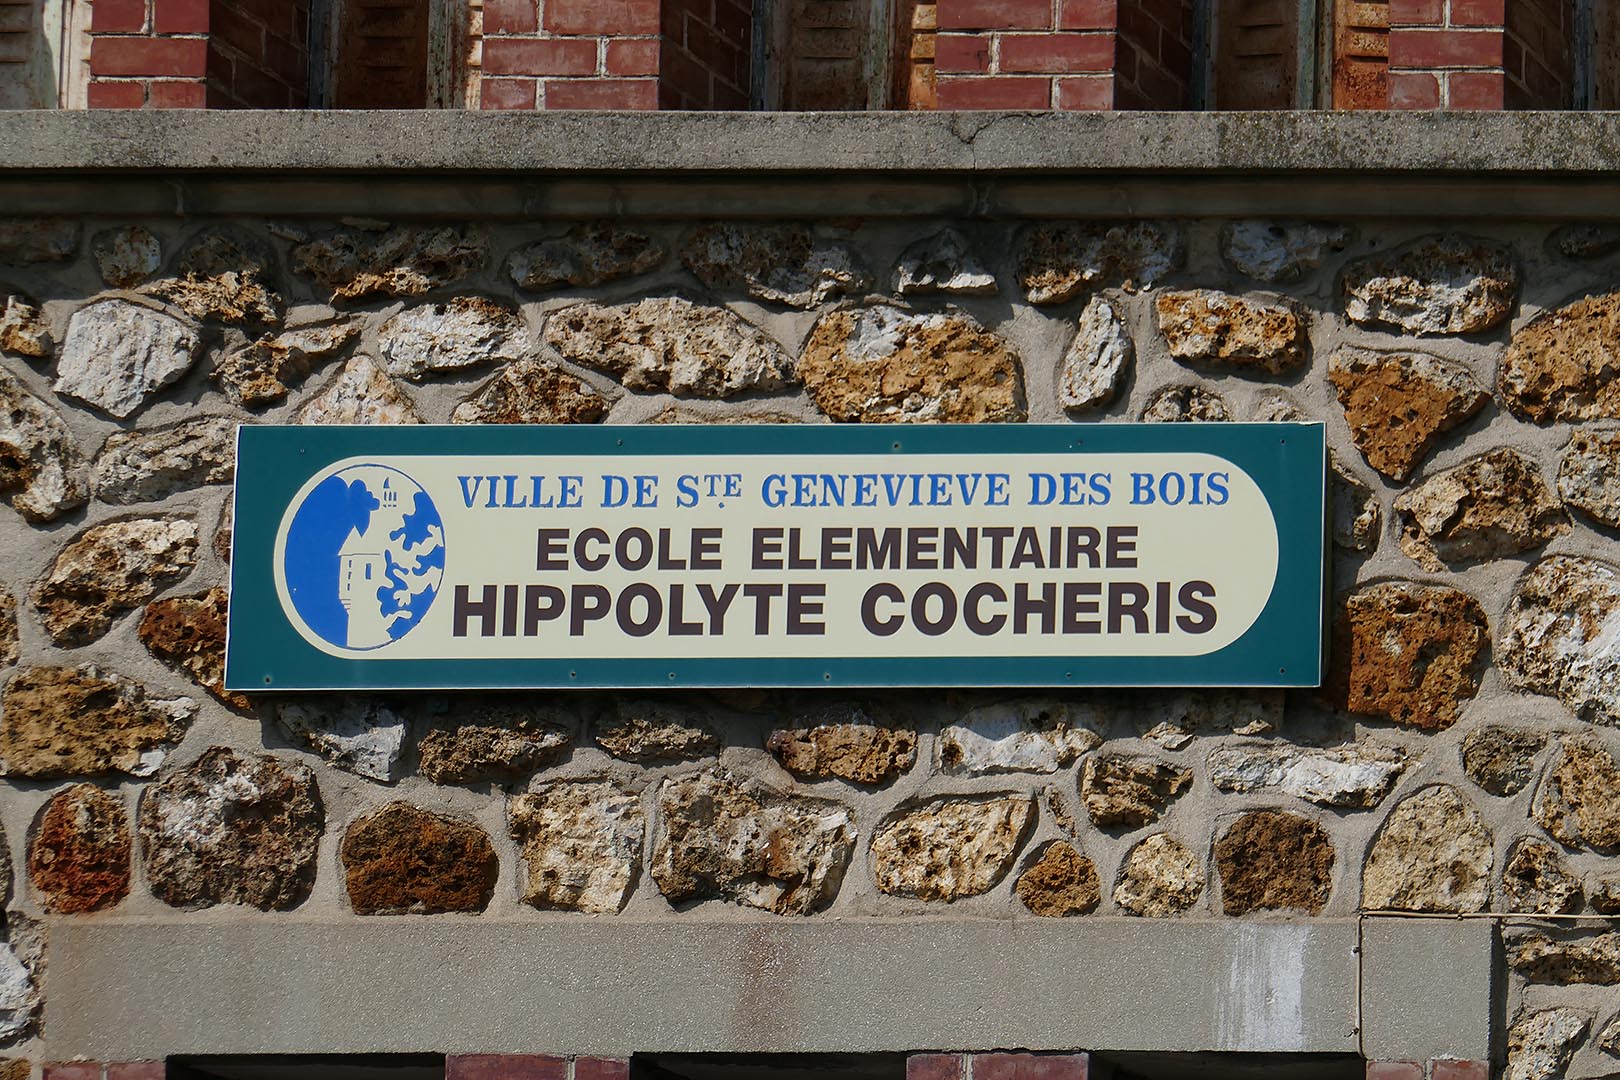 VILLE DE STE GENEVIEVE DES BOIS
ECOLE ELEMENTAIRE
HIPPOLYTE COCHERIS